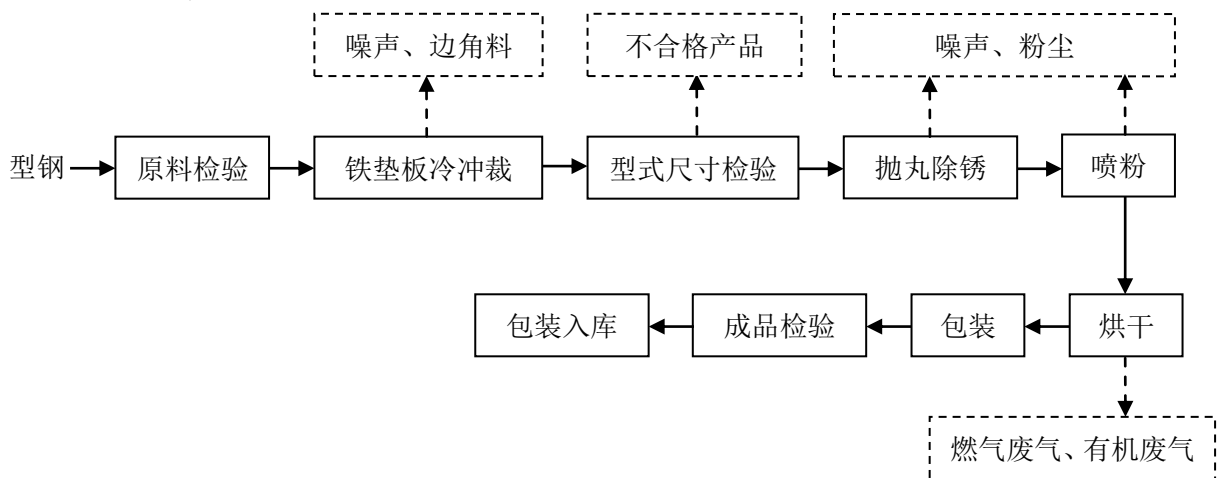 噪声、边角料
不合格产品
噪声、粉尘
型钢
原料检验
铁垫板冷冲裁
型式尺寸检验
抛丸除锈
喷粉
包装入库
成品检验
包装
烘干
燃气废气、有机废气